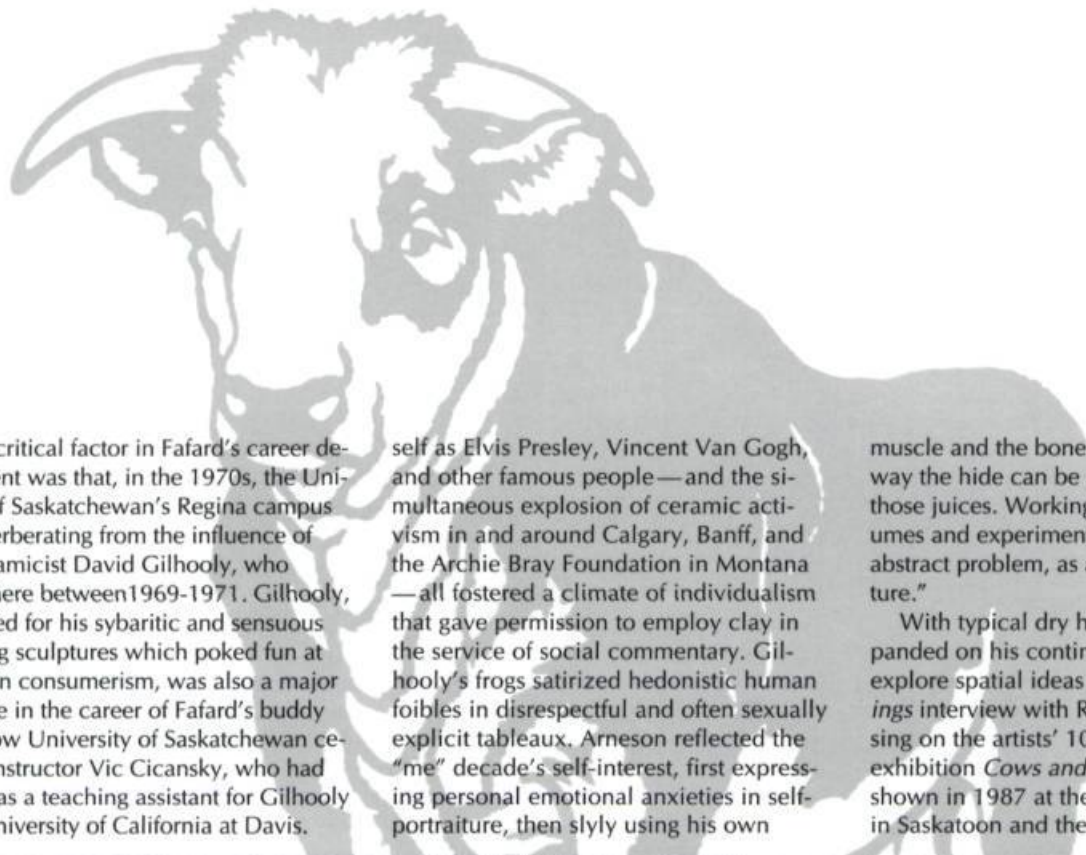 critical factor in Fafard's career de-
nt was that, in the 1970s, the Uni-
f Saskatchewan's Regina campus
erberating from the influence of
amicist David Gilhooly, who
here between1969-1971. Gilhooly,
ed for his sybaritic and sensuous
g sculptures which poked fun at
n consumerism, was also a major
e in the career of Fafard's buddy
ow University of Saskatchewan ce-
nstructor Vic Cicansky, who had
as a teaching assistant for Gilhooly
niversity of California at Davis.
self as Elvis Presley, Vincent Van Gogh,
and other famous people—and the si-
multaneous explosion of ceramic acti-
vism in and around Calgary, Banff, and
the Archie Bray Foundation in Montana
—all fostered a climate of individualism
that gave permission to employ clay in
the service of social commentary. Gil-
hooly's frogs satirized hedonistic human
foibles in disrespectful and often sexually
explicit tableaux. Arneson reflected the
"me" decade's self-interest, first express-
ing personal emotional anxieties in self-
portraiture, then slyly using his own
muscle and the bone
way the hide can be
those juices. Working
umes and experimen
abstract problem, as a
ture."
With typical dry h
panded on his contin
explore spatial ideas
ings interview with R
sing on the artists' 10
exhibition Cows and
shown in 1987 at the
in Saskatoon and the